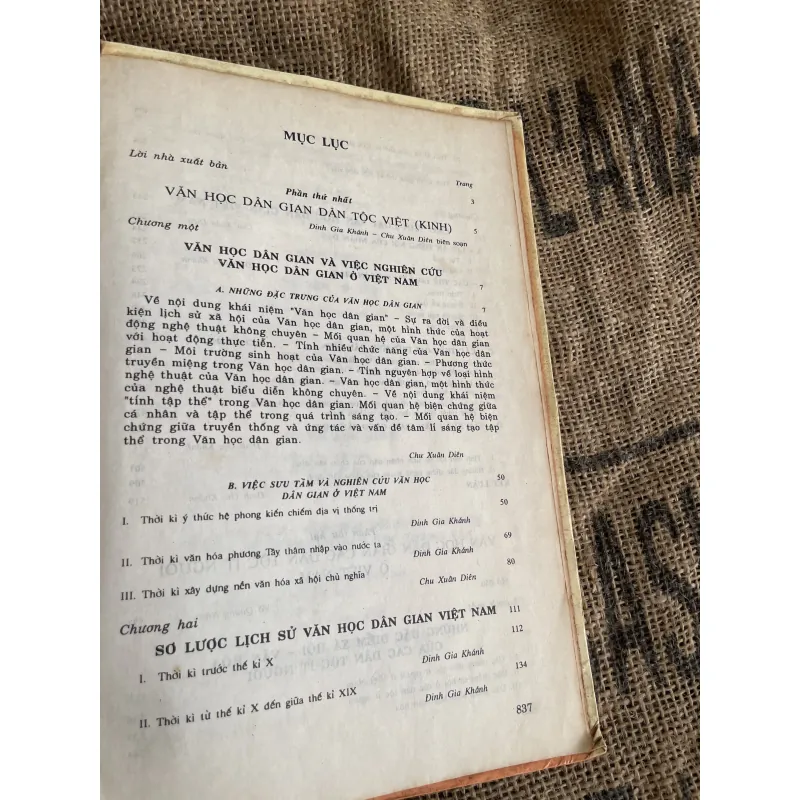 MỤC LỤC
Trang
Lời nhà xuất bản 3
Phần thứ nhất
VĂN HỌC DÂN GIAN DÂN TỘC VIỆT (KINH) 5
Đinh Gia Khánh – Chu Xuân Diên biên soạn
Chương một
VĂN HỌC DÂN GIAN VÀ VIỆC NGHIÊN CỨU
VĂN HỌC DÂN GIAN Ở VIỆT NAM 7
A. NHỮNG ĐẶC TRƯNG CỦA VĂN HỌC DÂN GIAN 7
Về nội dung khái niệm "Văn học dân gian" – Sự ra đời và điều
kiện lịch sử xã hội của Văn học dân gian, một hình thức của hoạt
động nghệ thuật không chuyên – Mối quan hệ của Văn học dân gian
với hoạt động thực tiễn. – Tính nhiều chức năng của Văn học dân
gian – Môi trường sinh hoạt của Văn học dân gian. – Phương thức
truyền miệng trong Văn học dân gian. – Tính nguyên hợp về loại hình
nghệ thuật của Văn học dân gian. – Văn học dân gian, một hình thức
của nghệ thuật biểu diễn không chuyên. – Về nội dung khái niệm
"tính tập thể" trong Văn học dân gian. Mối quan hệ biện chứng giữa
cá nhân và tập thể trong quá trình sáng tạo. – Mối quan hệ biện
chứng giữa truyền thống và ứng tác và vấn đề tâm lí sáng tạo tập
thể trong Văn học dân gian.
Chu Xuân Diên
B. VIỆC SƯU TẦM VÀ NGHIÊN CỨU VĂN HỌC 50
DÂN GIAN Ở VIỆT NAM
I. Thời kì ý thức hệ phong kiến chiếm địa vị thống trị 50
Đinh Gia Khánh
II. Thời kì văn hóa phương Tây thâm nhập vào nước ta 69
Đinh Gia Khánh
III. Thời kì xây dựng nền văn hóa xã hội chủ nghĩa 80
Chu Xuân Diên
Chương hai
SƠ LƯỢC LỊCH SỬ VĂN HỌC DÂN GIAN VIỆT NAM 111
I. Thời kì trước thế kỉ X 112
Đinh Gia Khánh
II. Thời kì từ thế kỉ X đến giữa thế kỉ XIX 134
Đinh Gia Khánh
837